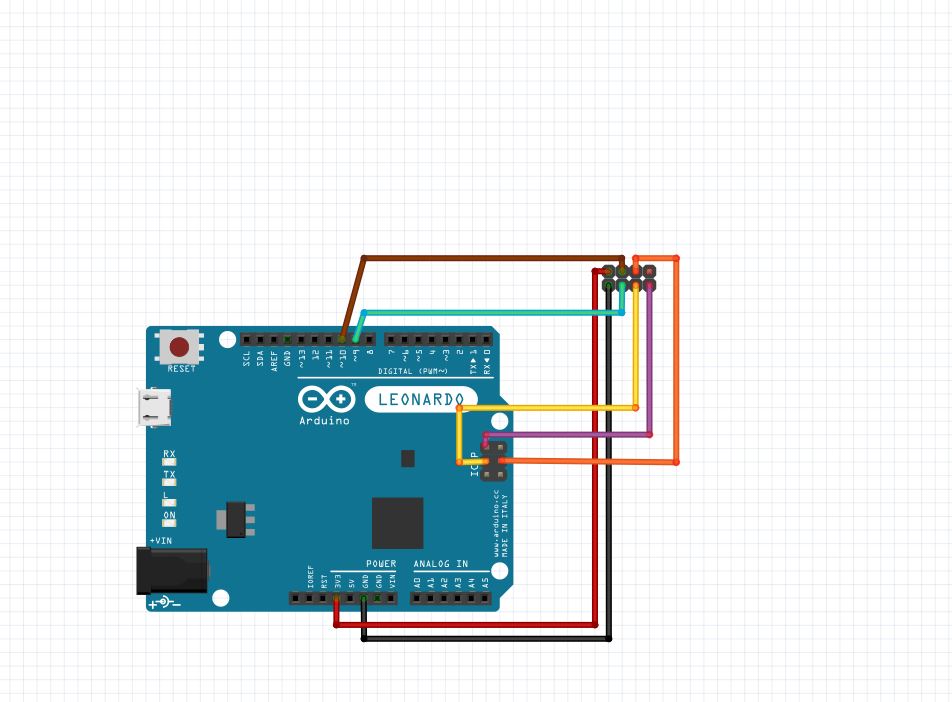 SCL
SDA
AREF
GND
~13
12
~11
~10
~9
8
7
~6
~5
4
~3
2
TX▸ 1
RX◂ 0
RESET
DIGITAL (PWM~)
TM
LEONARDO
Arduino
RX
TX
L
ON
+VIN
www.arduino.cc
MADE IN ITALY
POWER
ANALOG IN
IOREF
RST
3V3
5V
GND
GND
VIN
A0
A1
A2
A3
A4
A5
+ −